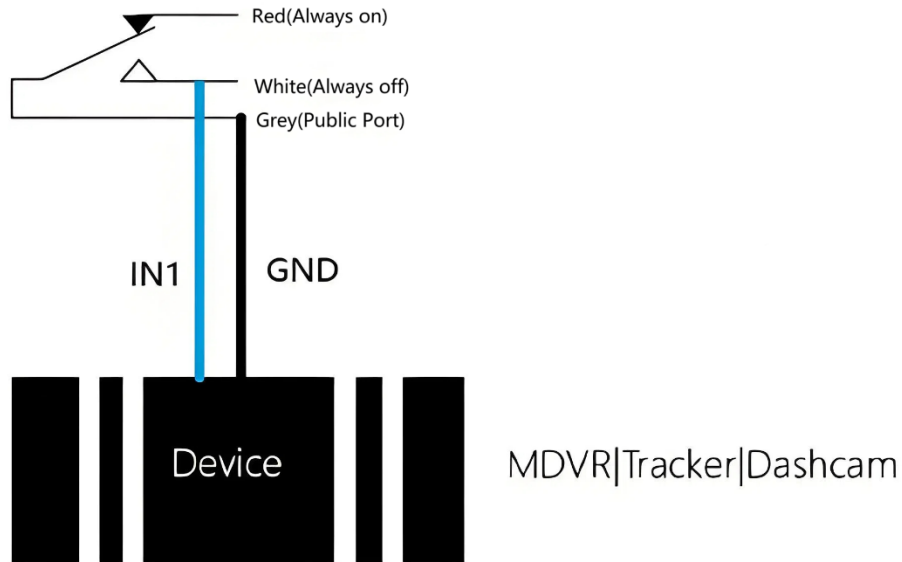 Red(Always on)
White(Always off)
Grey(Public Port)
IN1
GND
Device
MDVR|Tracker|Dashcam